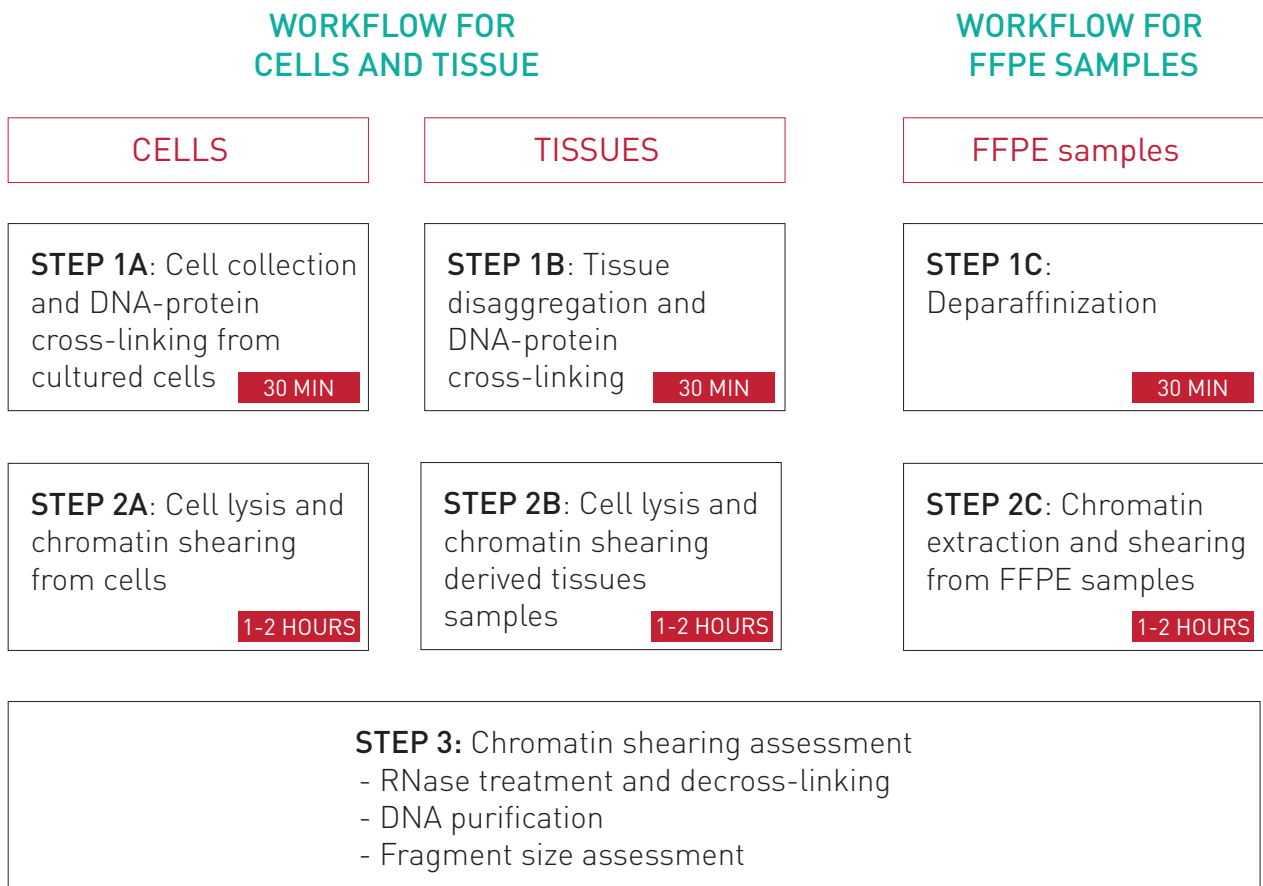 WORKFLOW FOR
CELLS AND TISSUE
WORKFLOW FOR
FFPE SAMPLES
CELLS
TISSUES
FFPE samples
STEP 1A: Cell collection
and DNA-protein
cross-linking from
cultured cells
30 MIN
STEP 1B: Tissue
disaggregation and
DNA-protein
cross-linking
30 MIN
STEP 1C:
Deparaffinization
30 MIN
STEP 2A: Cell lysis and
chromatin shearing
from cells
1-2 HOURS
STEP 2B: Cell lysis and
chromatin shearing
derived tissues
samples
1-2 HOURS
STEP 2C: Chromatin
extraction and shearing
from FFPE samples
1-2 HOURS
STEP 3: Chromatin shearing assessment
- RNase treatment and decross-linking
- DNA purification
- Fragment size assessment